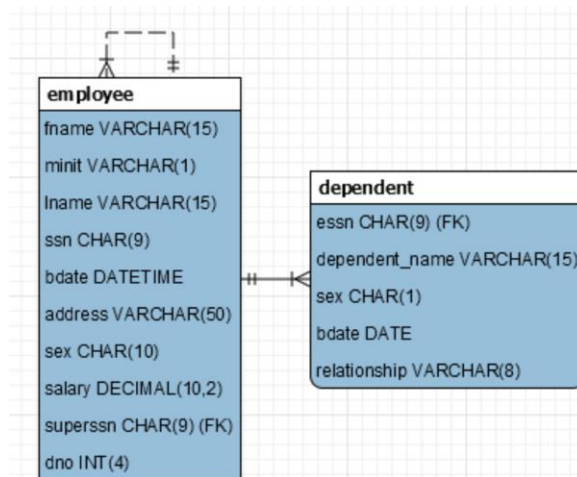 employee
fname VARCHAR(15)
minit VARCHAR(1)
lname VARCHAR(15)
ssn CHAR(9)
bdate DATETIME
address VARCHAR(50)
sex CHAR(10)
salary DECIMAL(10,2)
superssn CHAR(9) (FK)
dno INT(4)
dependent
essn CHAR(9) (FK)
dependent_name VARCHAR(15)
sex CHAR(1)
bdate DATE
relationship VARCHAR(8)